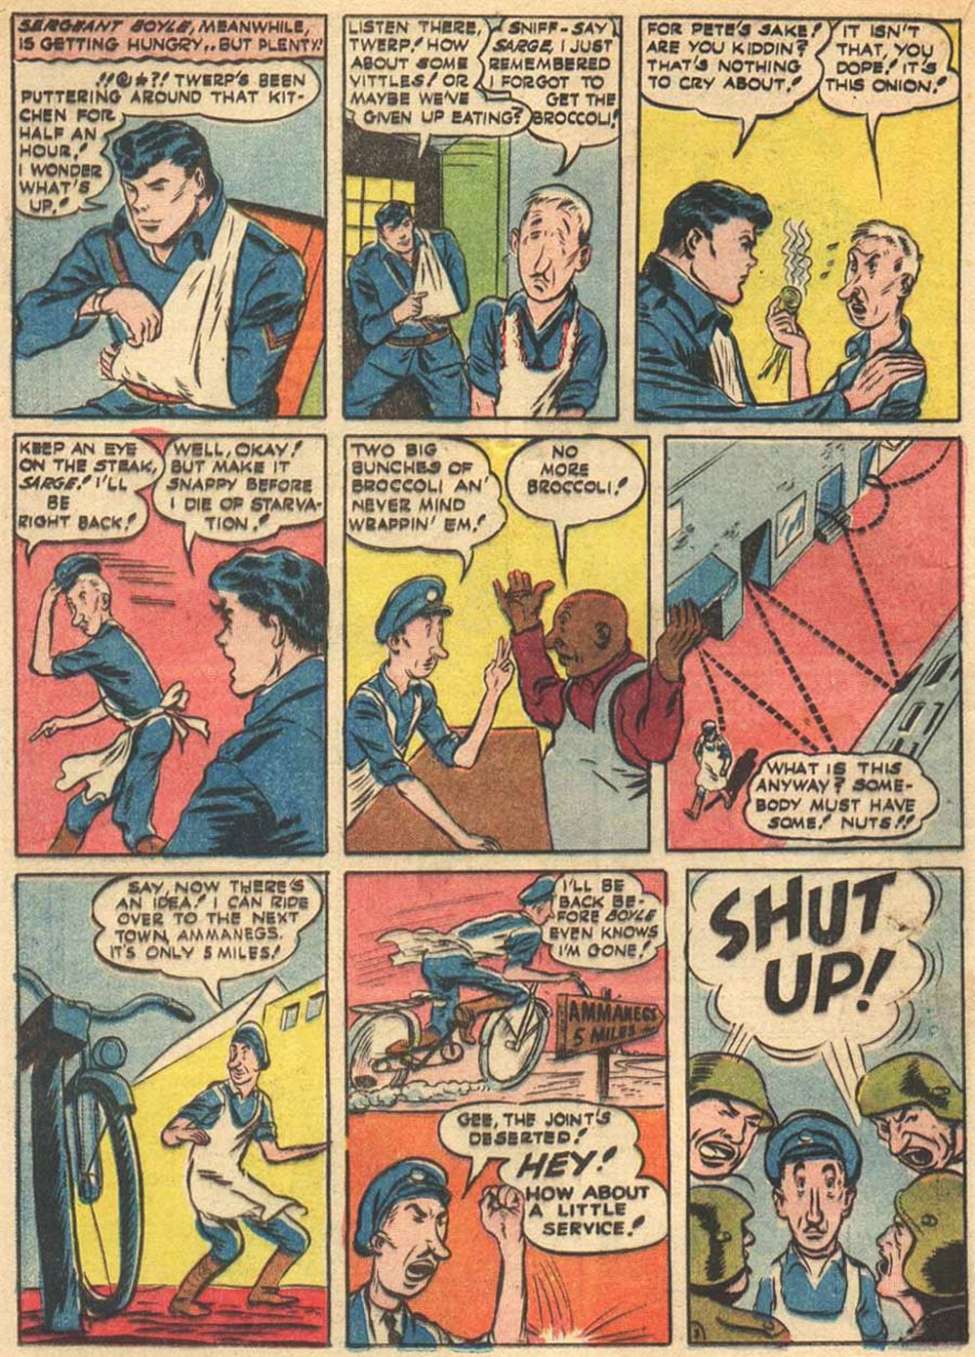 SERGEANT BOYLE, MEANWHILE,
IS GETTING HUNGRY.. BUT PLENTY!
!!@*?! TWERP'S BEEN
PUTTERING AROUND THAT KIT-
CHEN FOR
HALF AN
HOUR!
I WONDER
WHAT'S
UP!
LISTEN THERE,
TWERP! HOW
ABOUT SOME
VITTLES! OR
MAYBE WE'VE
GIVEN UP EATING?
SNIFF-SAY
SARGE, I JUST
REMEMBERED
I FORGOT TO
GET THE
BROCCOLI!
FOR PETE'S SAKE!
ARE YOU KIDDIN?
THAT'S NOTHING
TO CRY ABOUT!
IT ISN'T
THAT, YOU
DOPE! IT'S
THIS ONION!
KEEP AN EYE
ON THE STEAK,
SARGE! I'LL
BE
RIGHT BACK!
WELL, OKAY!
BUT MAKE IT
SNAPPY BEFORE
I DIE OF STARVA-
TION!
TWO BIG
BUNCHES OF
BROCCOLI AN'
NEVER MIND
WRAPPIN' EM!
NO
MORE
BROCCOLI!
WHAT IS THIS
ANYWAY? SOME-
BODY MUST HAVE
SOME! NUTS!!
SAY, NOW THERE'S
AN IDEA! I CAN RIDE
OVER TO THE NEXT
TOWN, AMMANEGS.
IT'S ONLY 5 MILES!
I'LL BE
BACK BE-
FORE BOYLE
EVEN KNOWS
I'M GONE!
AMMANEGS
5 MILES
GEE, THE JOINT'S
DESERTED!
HEY!
HOW ABOUT
A LITTLE
SERVICE!
SHUT
UP!